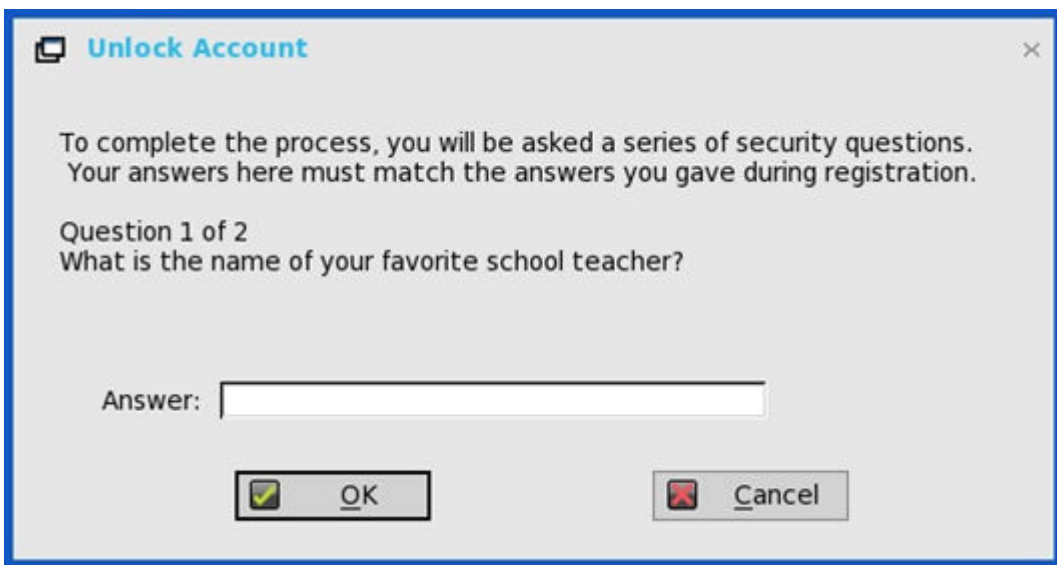 Unlock Account
To complete the process, you will be asked a series of security questions.
Your answers here must match the answers you gave during registration.
Question 1 of 2
What is the name of your favorite school teacher?
Answer:
OK
Cancel